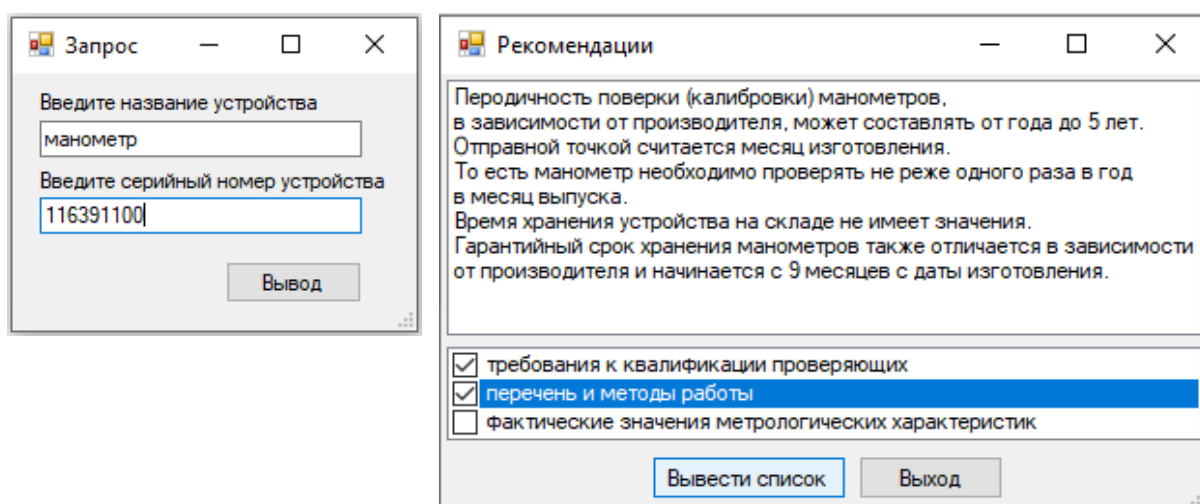 Запрос
Введите название устройства
манометр
Введите серийный номер устройства
116391100
Вывод
Рекомендации
Перодичность поверки (калибровки) манометров,
в зависимости от производителя, может составлять от года до 5 лет.
Отправной точкой считается месяц изготовления.
То есть манометр необходимо проверять не реже одного раза в год
в месяц выпуска.
Время хранения устройства на складе не имеет значения.
Гарантийный срок хранения манометров также отличается в зависимости
от производителя и начинается с 9 месяцев с даты изготовления.
требования к квалификации проверяющих
перечень и методы работы
фактические значения метрологических характеристик
Вывести список
Выход